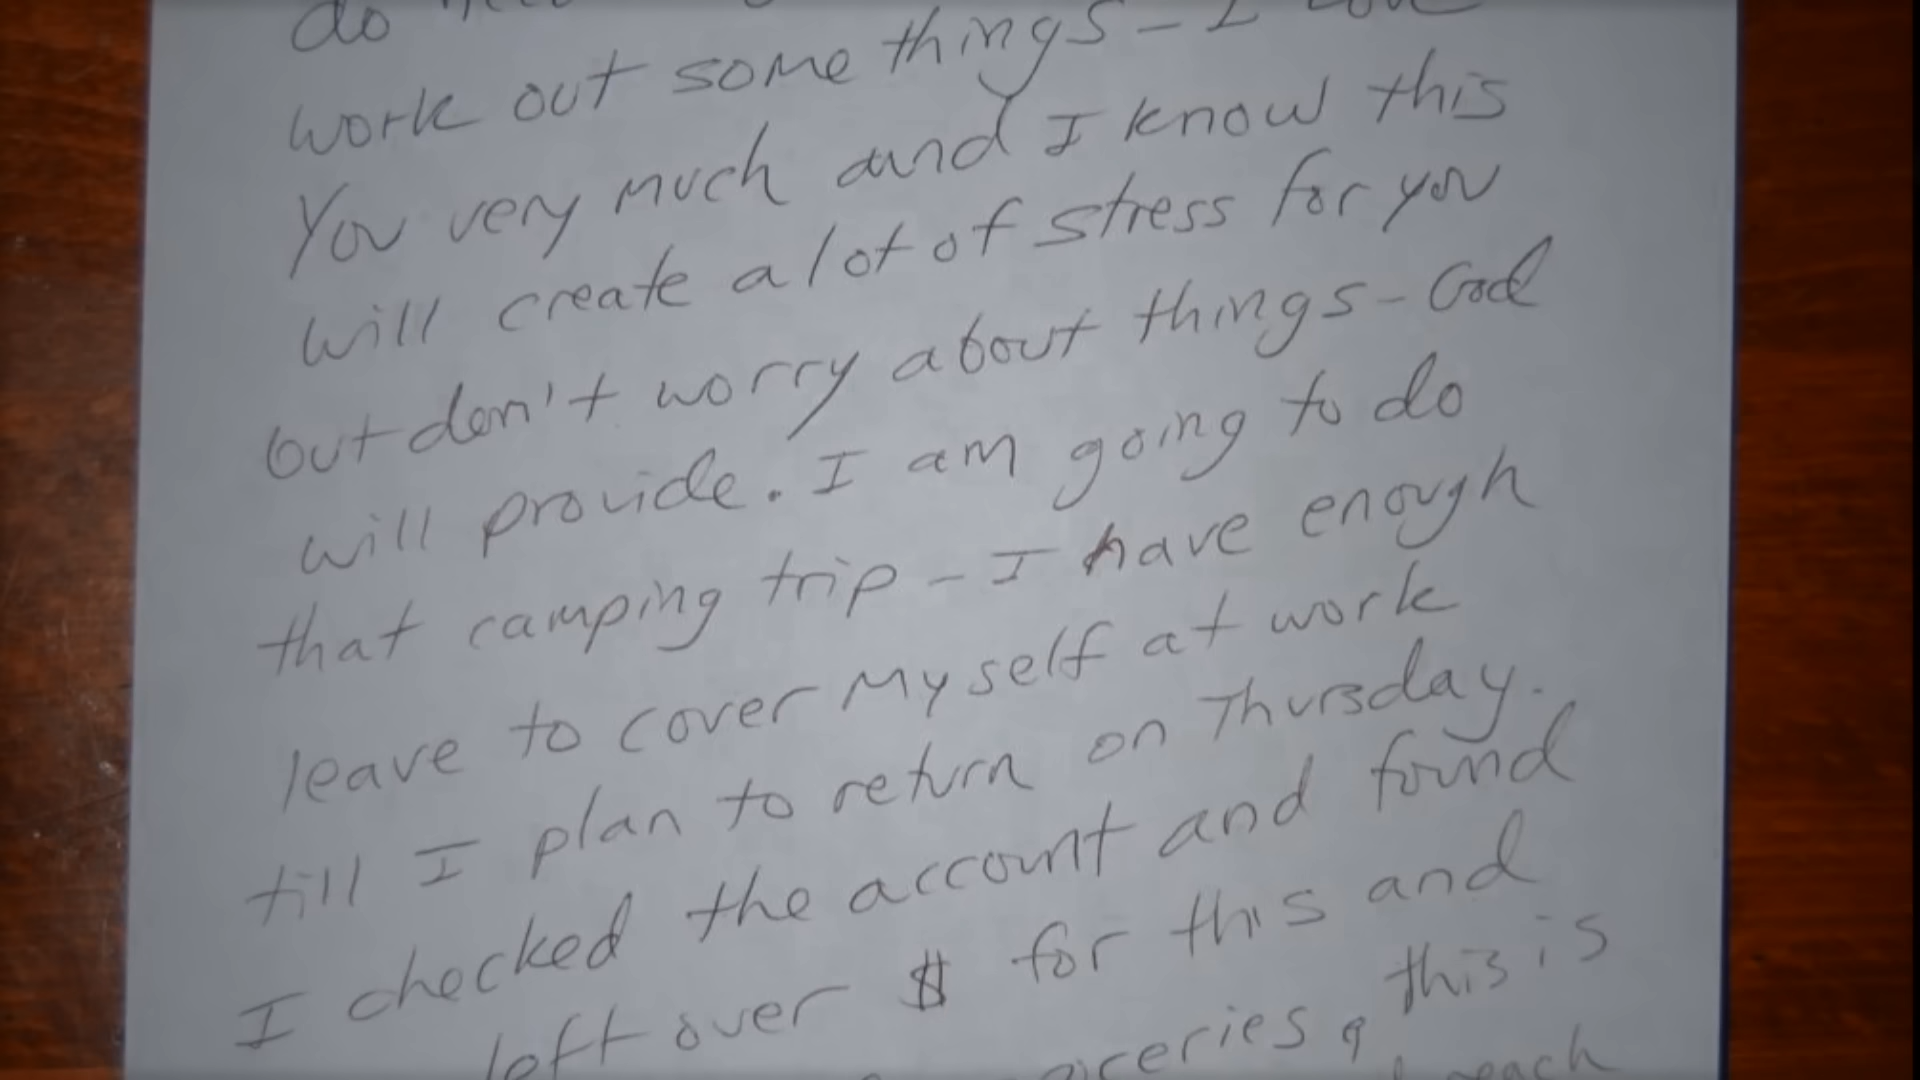 do
work out some things - I
You very much and I know this
will create a lot of stress for you
but don't worry about things - God
will provide. I am going to do
that camping trip - I have enough
leave to cover Myself at work
till I plan to return on Thursday.
I checked the account and found
left over $ for this and
this is
each